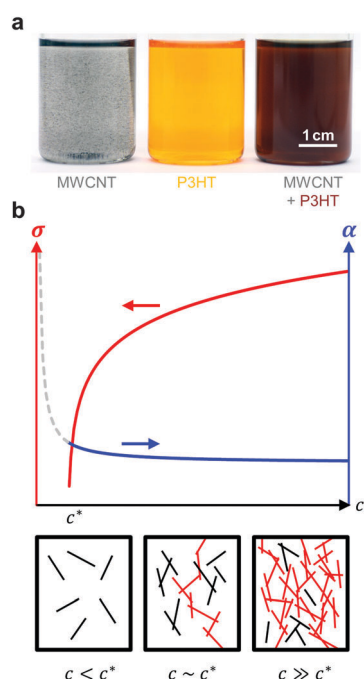 a
1 cm
MWCNT
P3HT
MWCNT
+ P3HT
b
σ
α
c*
c
c < c*
c ~ c*
c ≫ c*